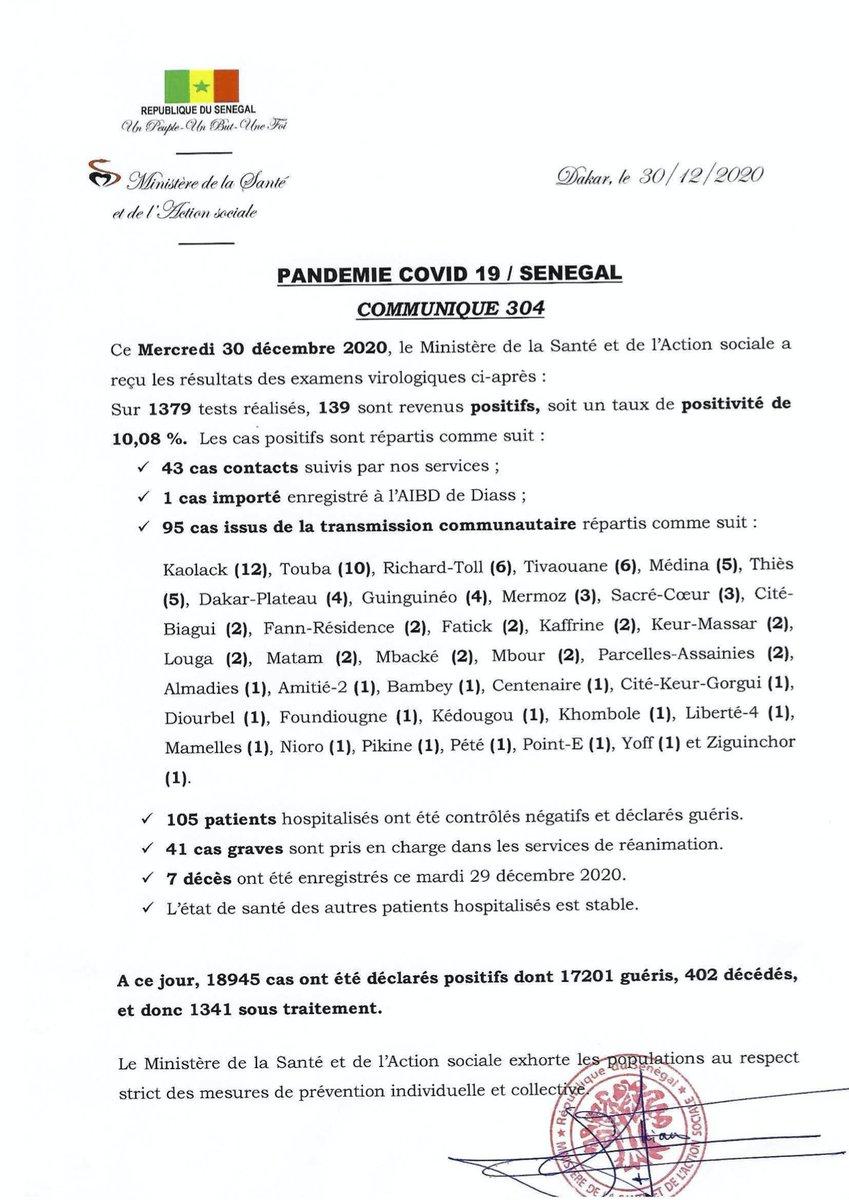 REPUBLIQUE DU SENEGAL
Un Peuple-Un But-Une Foi
Ministère de la Santé
et de l'Action sociale
Dakar, le 30/12/2020
PANDEMIE COVID 19 / SENEGAL
COMMUNIQUE 304
Ce Mercredi 30 décembre 2020, le Ministère de la Santé et de l'Action sociale a
reçu les résultats des examens virologiques ci-après :
Sur 1379 tests réalisés, 139 sont revenus positifs, soit un taux de positivité de
10,08 %. Les cas positifs sont répartis comme suit :
✓ 43 cas contacts suivis par nos services ;
✓ 1 cas importé enregistré à l'AIBD de Diass ;
✓ 95 cas issus de la transmission communautaire répartis comme suit :
Kaolack (12), Touba (10), Richard-Toll (6), Tivaouane (6), Médina (5), Thiès
(5), Dakar-Plateau (4), Guinguinéo (4), Mermoz (3), Sacré-Cœur (3), Cité-
Biagui (2), Fann-Résidence (2), Fatick (2), Kaffrine (2), Keur-Massar (2),
Louga (2), Matam (2), Mbacké (2), Mbour (2), Parcelles-Assainies (2),
Almadies (1), Amitié-2 (1), Bambey (1), Centenaire (1), Cité-Keur-Gorgui (1),
Diourbel (1), Foundiougne (1), Kédougou (1), Khombole (1), Liberté-4 (1),
Mamelles (1), Nioro (1), Pikine (1), Pété (1), Point-E (1), Yoff (1) et Ziguinchor
(1).
✓ 105 patients hospitalisés ont été contrôlés négatifs et déclarés guéris.
✓ 41 cas graves sont pris en charge dans les services de réanimation.
✓ 7 décès ont été enregistrés ce mardi 29 décembre 2020.
✓ L'état de santé des autres patients hospitalisés est stable.
A ce jour, 18945 cas ont été déclarés positifs dont 17201 guéris, 402 décédés,
et donc 1341 sous traitement.
Le Ministère de la Santé et de l'Action sociale exhorte les populations au respect
strict des mesures de prévention individuelle et collective.
République du Sénégal
MINISTERE DE LA SANTE ET DE L'ACTION SOCIALE